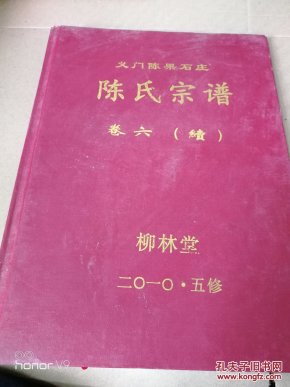 义门陈果石庄
陈氏宗谱
卷六（續）
柳林堂
二〇一〇·五修
honor V9
孔夫子旧书网